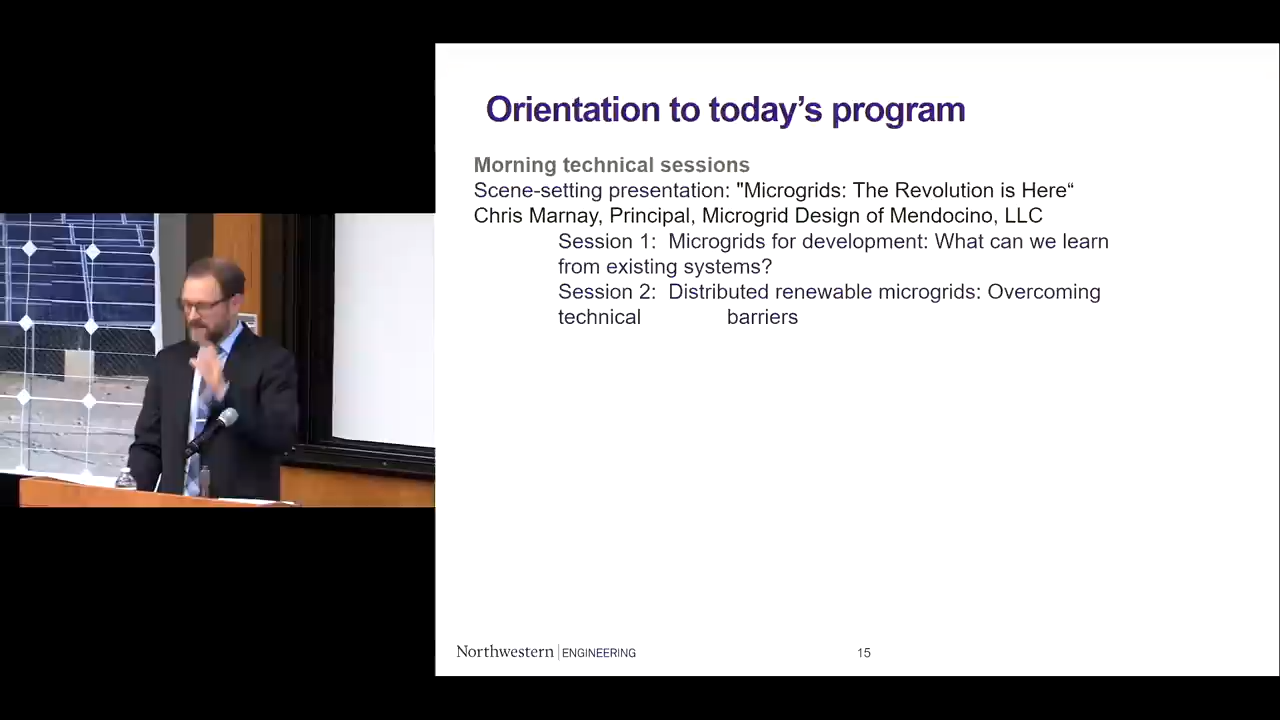 Orientation to today’s program
Morning technical sessions
Scene-setting presentation: "Microgrids: The Revolution is Here“
Chris Marnay, Principal, Microgrid Design of Mendocino, LLC
Session 1: Microgrids for development: What can we learn
from existing systems?
Session 2: Distributed renewable microgrids: Overcoming
technical barriers
Northwestern | ENGINEERING
15